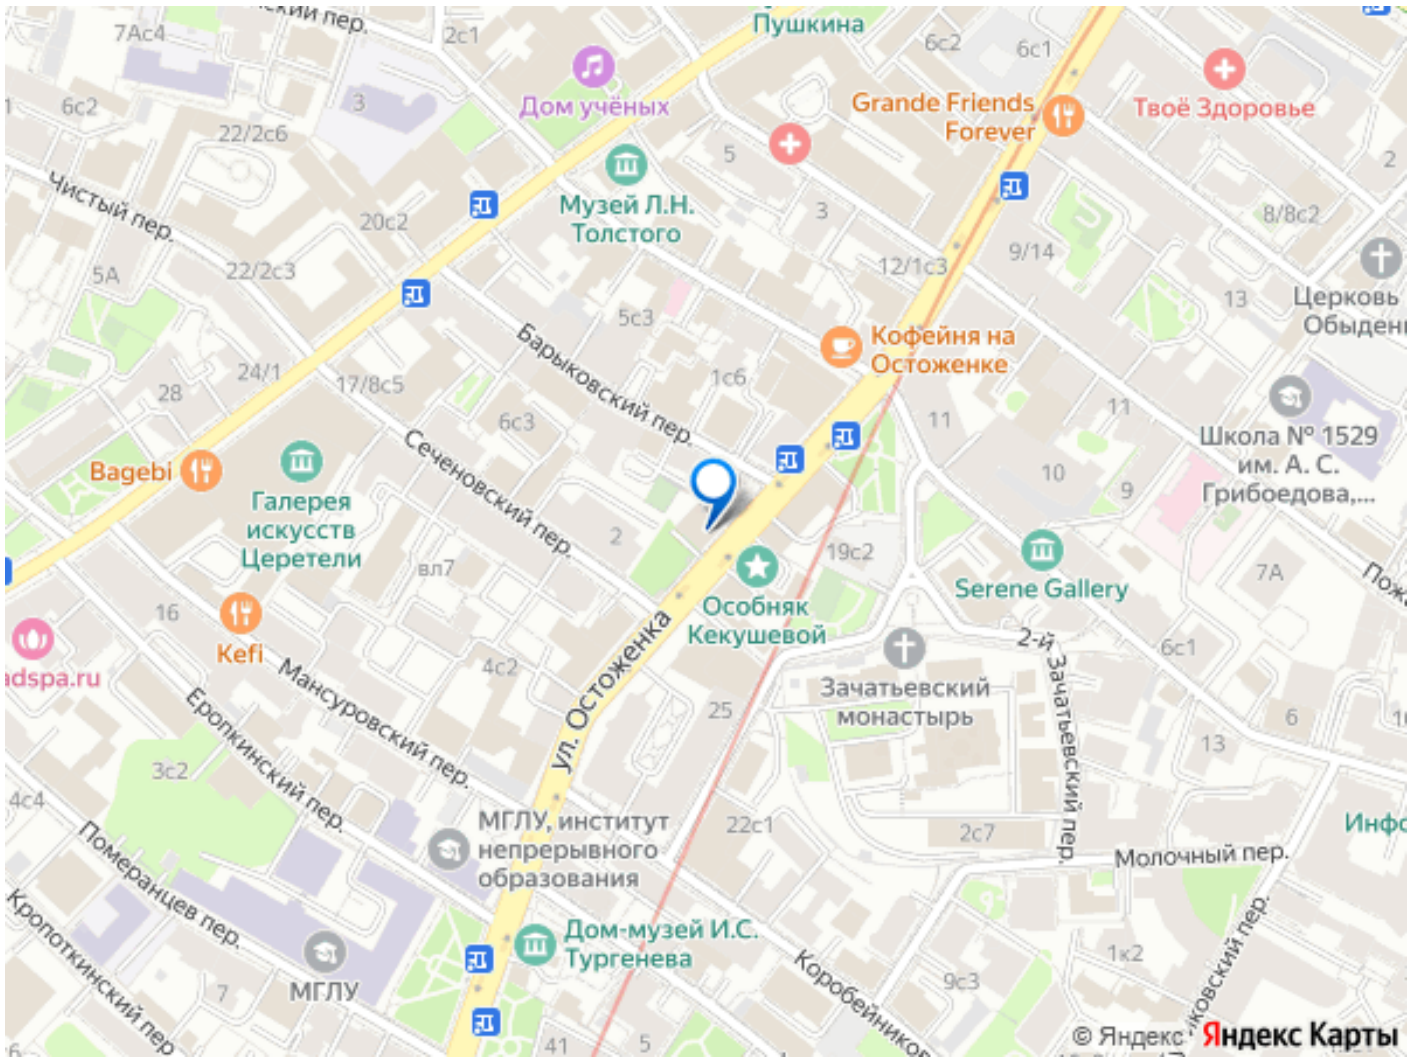 7Ас4
2с1
Пушкина
6с2
6с1
Дом учёных
Grande Friends
Forever
Твоё Здоровье
6с2
3
22/2с6
5
2
Чистый пер.
Музей Л.Н.
Толстого
3
20с2
8/8с2
5А
22/2с3
12/1с3
9/14
13
Церковь
5с3
Барыковский пер.
Кофейня на
Остоженке
24/1
28
17/8с5
1с6
6с3
11
11
Школа № 1529
им. А. С.
Грибоедова,...
Bagebi
Сеченовский пер.
10
9
Галерея
искусств
Церетели
2
вл7
19с2
7А
Serene Gallery
Особняк
Кекушевой
16
Kefi
adspa.ru
Мансуровский пер.
4с2
ул. Остоженка
2-й Зачатьевский пер.
6с1
Зачатьевский
монастырь
25
6
13
Еропкинский пер.
3с2
4с4
МГЛУ, институт
непрерывного
образования
22с1
2с7
Молочный пер.
Померанцев пер.
Кропоткинский пер.
МГЛУ
7
Дом-музей И.С.
Тургенева
9с3
1к2
41
5
© Яндекс Яндекс Карты